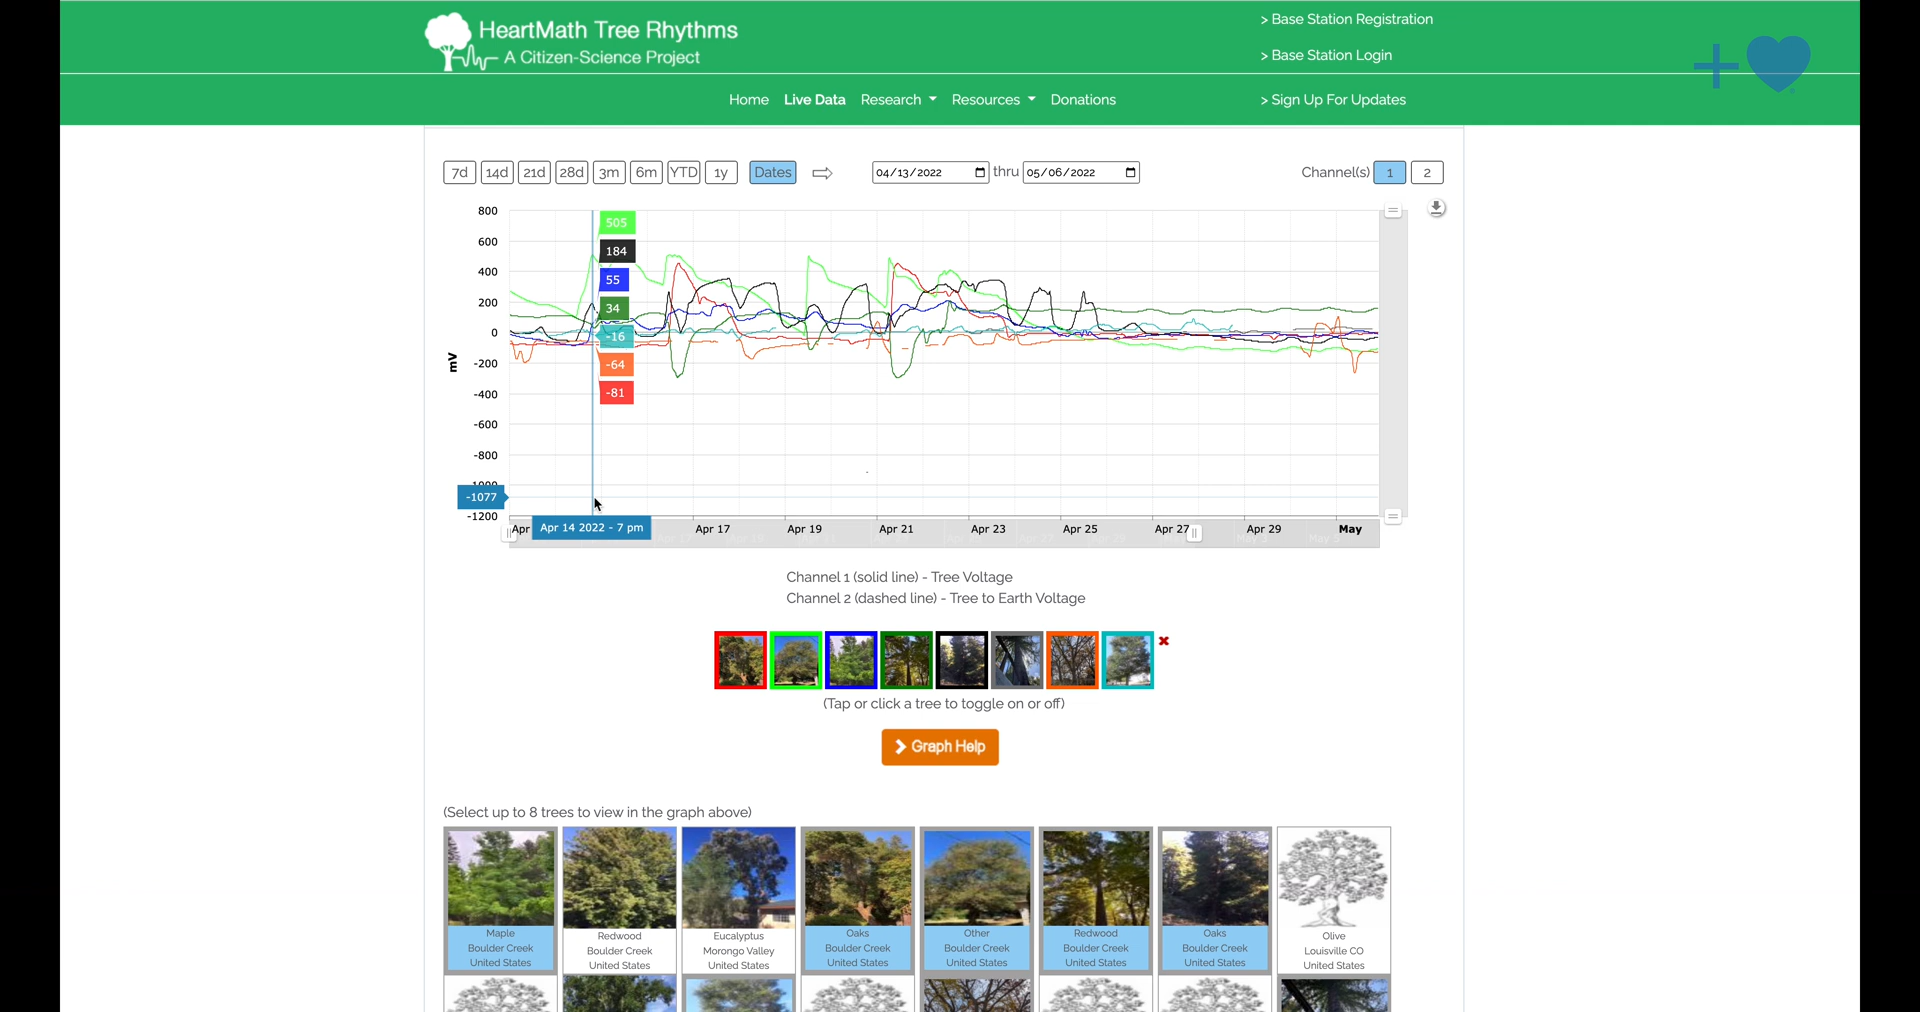 HeartMath Tree Rhythms
A Citizen-Science Project
> Base Station Registration
> Base Station Login
Home Live Data Research Resources Donations
> Sign Up For Updates
7d 14d 21d 28d 3m 6m YTD 1y Dates 04/13/2022 thru 05/06/2022 Channel(s) 1 2
800
600
400
200
0
-200
-400
-600
-800
-1000
-1077
-1200
mV
505
184
55
34
-16
-64
-81
Apr Apr 14 2022 - 7 pm Apr 17 Apr 19 Apr 21 Apr 23 Apr 25 Apr 27 Apr 29 May
Channel 1 (solid line) - Tree Voltage
Channel 2 (dashed line) - Tree to Earth Voltage
(Tap or click a tree to toggle on or off)
Graph Help
(Select up to 8 trees to view in the graph above)
Maple
Boulder Creek
United States
Redwood
Boulder Creek
United States
Eucalyptus
Morongo Valley
United States
Oaks
Boulder Creek
United States
Other
Boulder Creek
United States
Redwood
Boulder Creek
United States
Oaks
Boulder Creek
United States
Olive
Louisville CO
United States